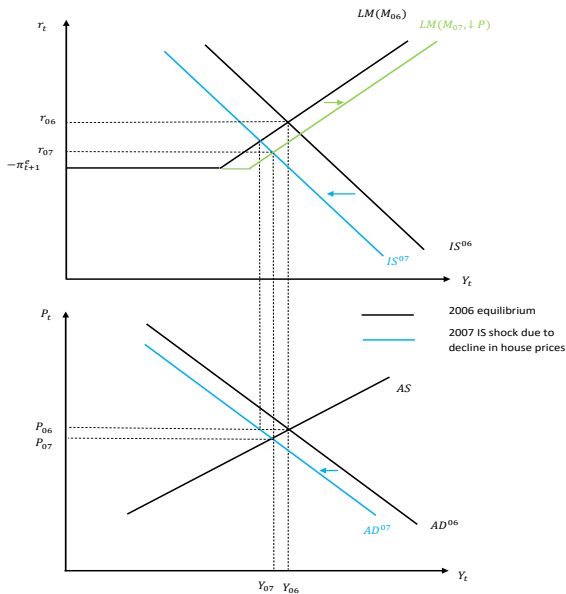 r_t
LM(M_06)
LM(M_07, ↓ P)
r_06
r_07
−π^e_{t+1}
IS^06
IS^07
Y_t
P_t
2006 equilibrium
2007 IS shock due to
decline in house prices
AS
P_06
P_07
AD^07
AD^06
Y_07
Y_06
Y_t